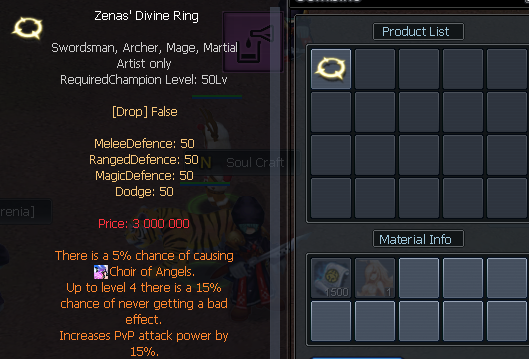 Zenas' Divine Ring
Swordsman, Archer, Mage, Martial
Artist only
RequiredChampion Level: 50Lv
[Drop] False
MeleeDefence: 50
RangedDefence: 50
MagicDefence: 50
Dodge: 50
Price: 3 000 000
There is a 5% chance of causing
Choir of Angels.
Up to level 4 there is a 15%
chance of never getting a bad
effect.
Increases PvP attack power by
15%.
N Soul Craft
renia]
Product List
Material Info
1500
1